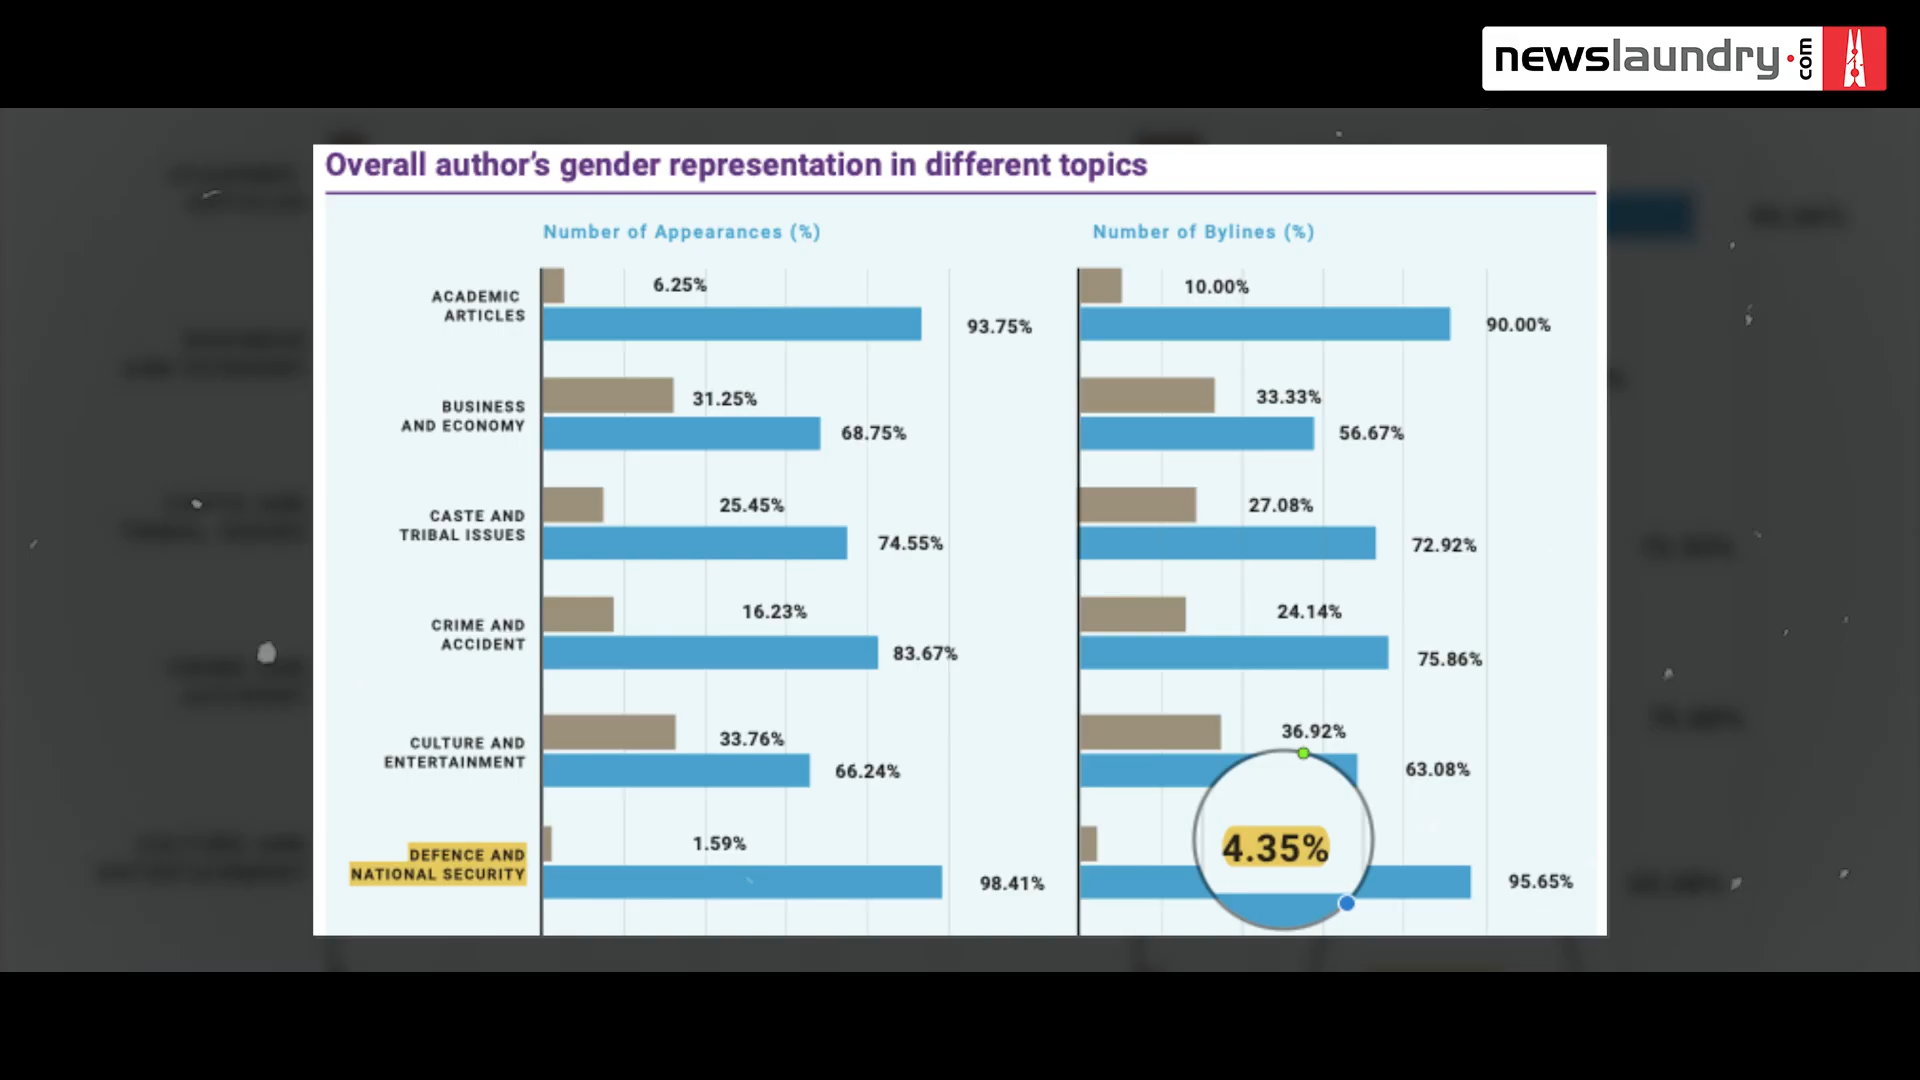 newslaundry.com
Overall author's gender representation in different topics
Number of Appearances (%)
Number of Bylines (%)
ACADEMIC
ARTICLES
6.25%
93.75%
10.00%
90.00%
BUSINESS
AND ECONOMY
31.25%
68.75%
33.33%
56.67%
CASTE AND
TRIBAL ISSUES
25.45%
74.55%
27.08%
72.92%
CRIME AND
ACCIDENT
16.23%
83.67%
24.14%
75.86%
CULTURE AND
ENTERTAINMENT
33.76%
66.24%
36.92%
63.08%
DEFENCE AND
NATIONAL SECURITY
1.59%
98.41%
4.35%
95.65%